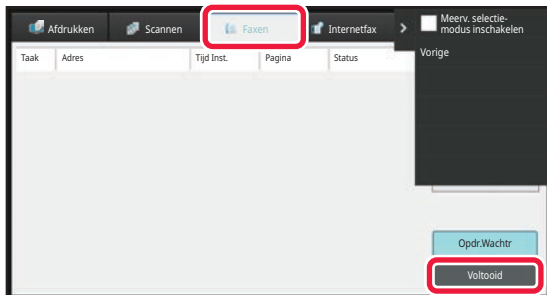 Afdrukken Scannen Faxen Internetfax > Meerv. selectie-
modus inschakelen
Taak Adres Tijd Inst. Pagina Status Vorige
Opdr.Wachtr
Voltooid